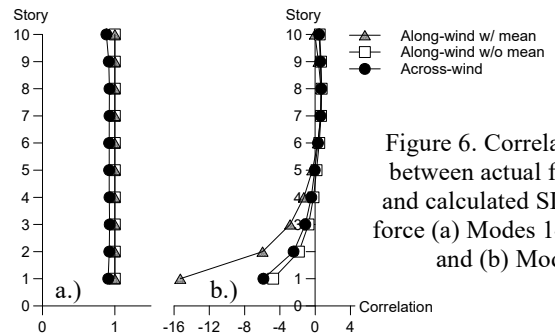 Story
10
9
8
7
6
5
4
3
2
1
0
a.)
0
1
Story
10
9
8
7
6
5
4
3
2
1
0
b.)
-16
-12
-8
-4
0
4
Correlation
Along-wind w/ mean
Along-wind w/o mean
Across-wind
Figure 6. Correla
between actual f
and calculated SI
force (a) Modes 1
and (b) Mod